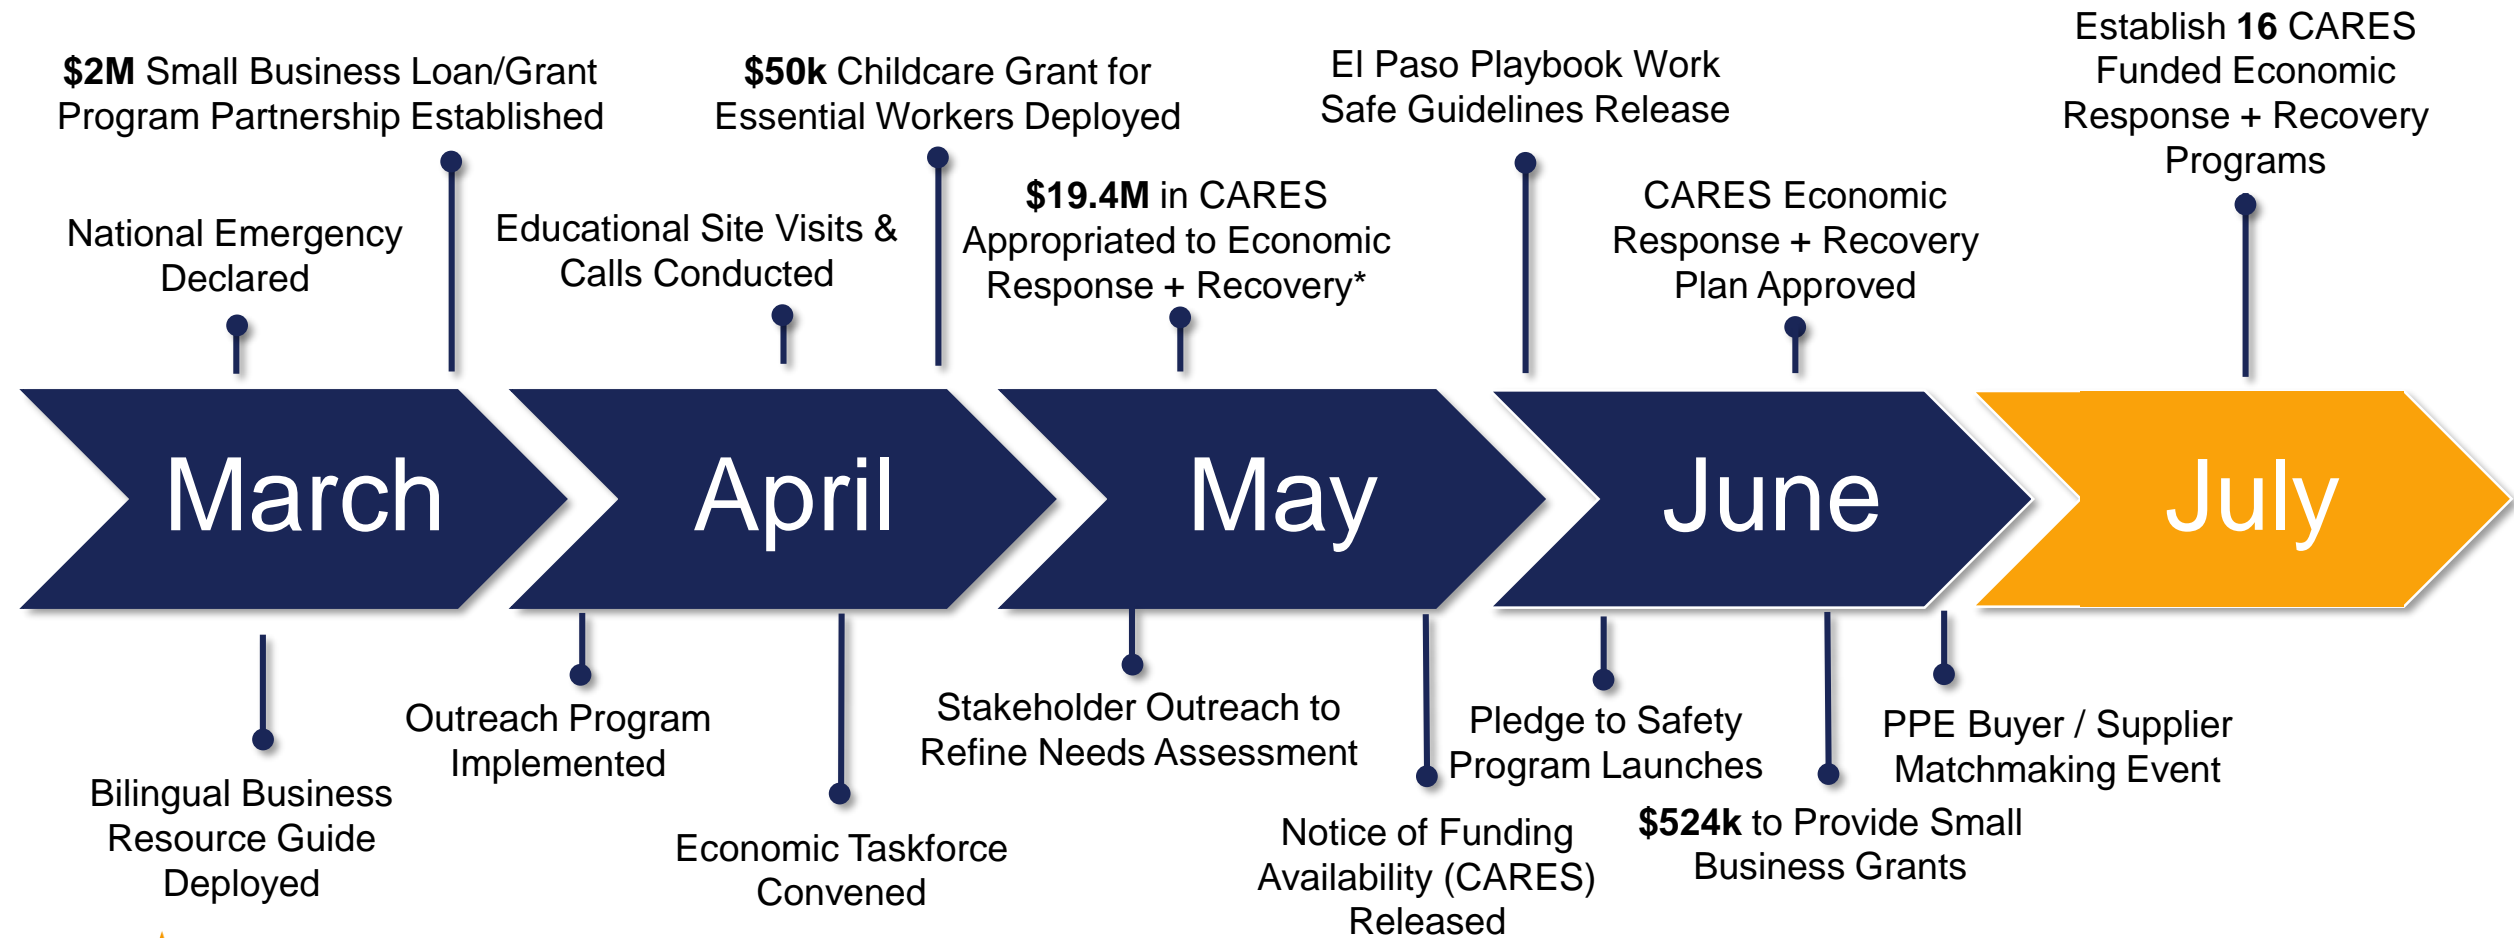 $2M Small Business Loan/Grant
Program Partnership Established
National Emergency
Declared
$50k Childcare Grant for
Essential Workers Deployed
Educational Site Visits &
Calls Conducted
$19.4M in CARES
Appropriated to Economic
Response + Recovery*
El Paso Playbook Work
Safe Guidelines Release
CARES Economic
Response + Recovery
Plan Approved
Establish 16 CARES
Funded Economic
Response + Recovery
Programs
March
April
May
June
July
Bilingual Business
Resource Guide
Deployed
Outreach Program
Implemented
Economic Taskforce
Convened
Stakeholder Outreach to
Refine Needs Assessment
Notice of Funding
Availability (CARES)
Released
Pledge to Safety
Program Launches
$524k to Provide Small
Business Grants
PPE Buyer / Supplier
Matchmaking Event